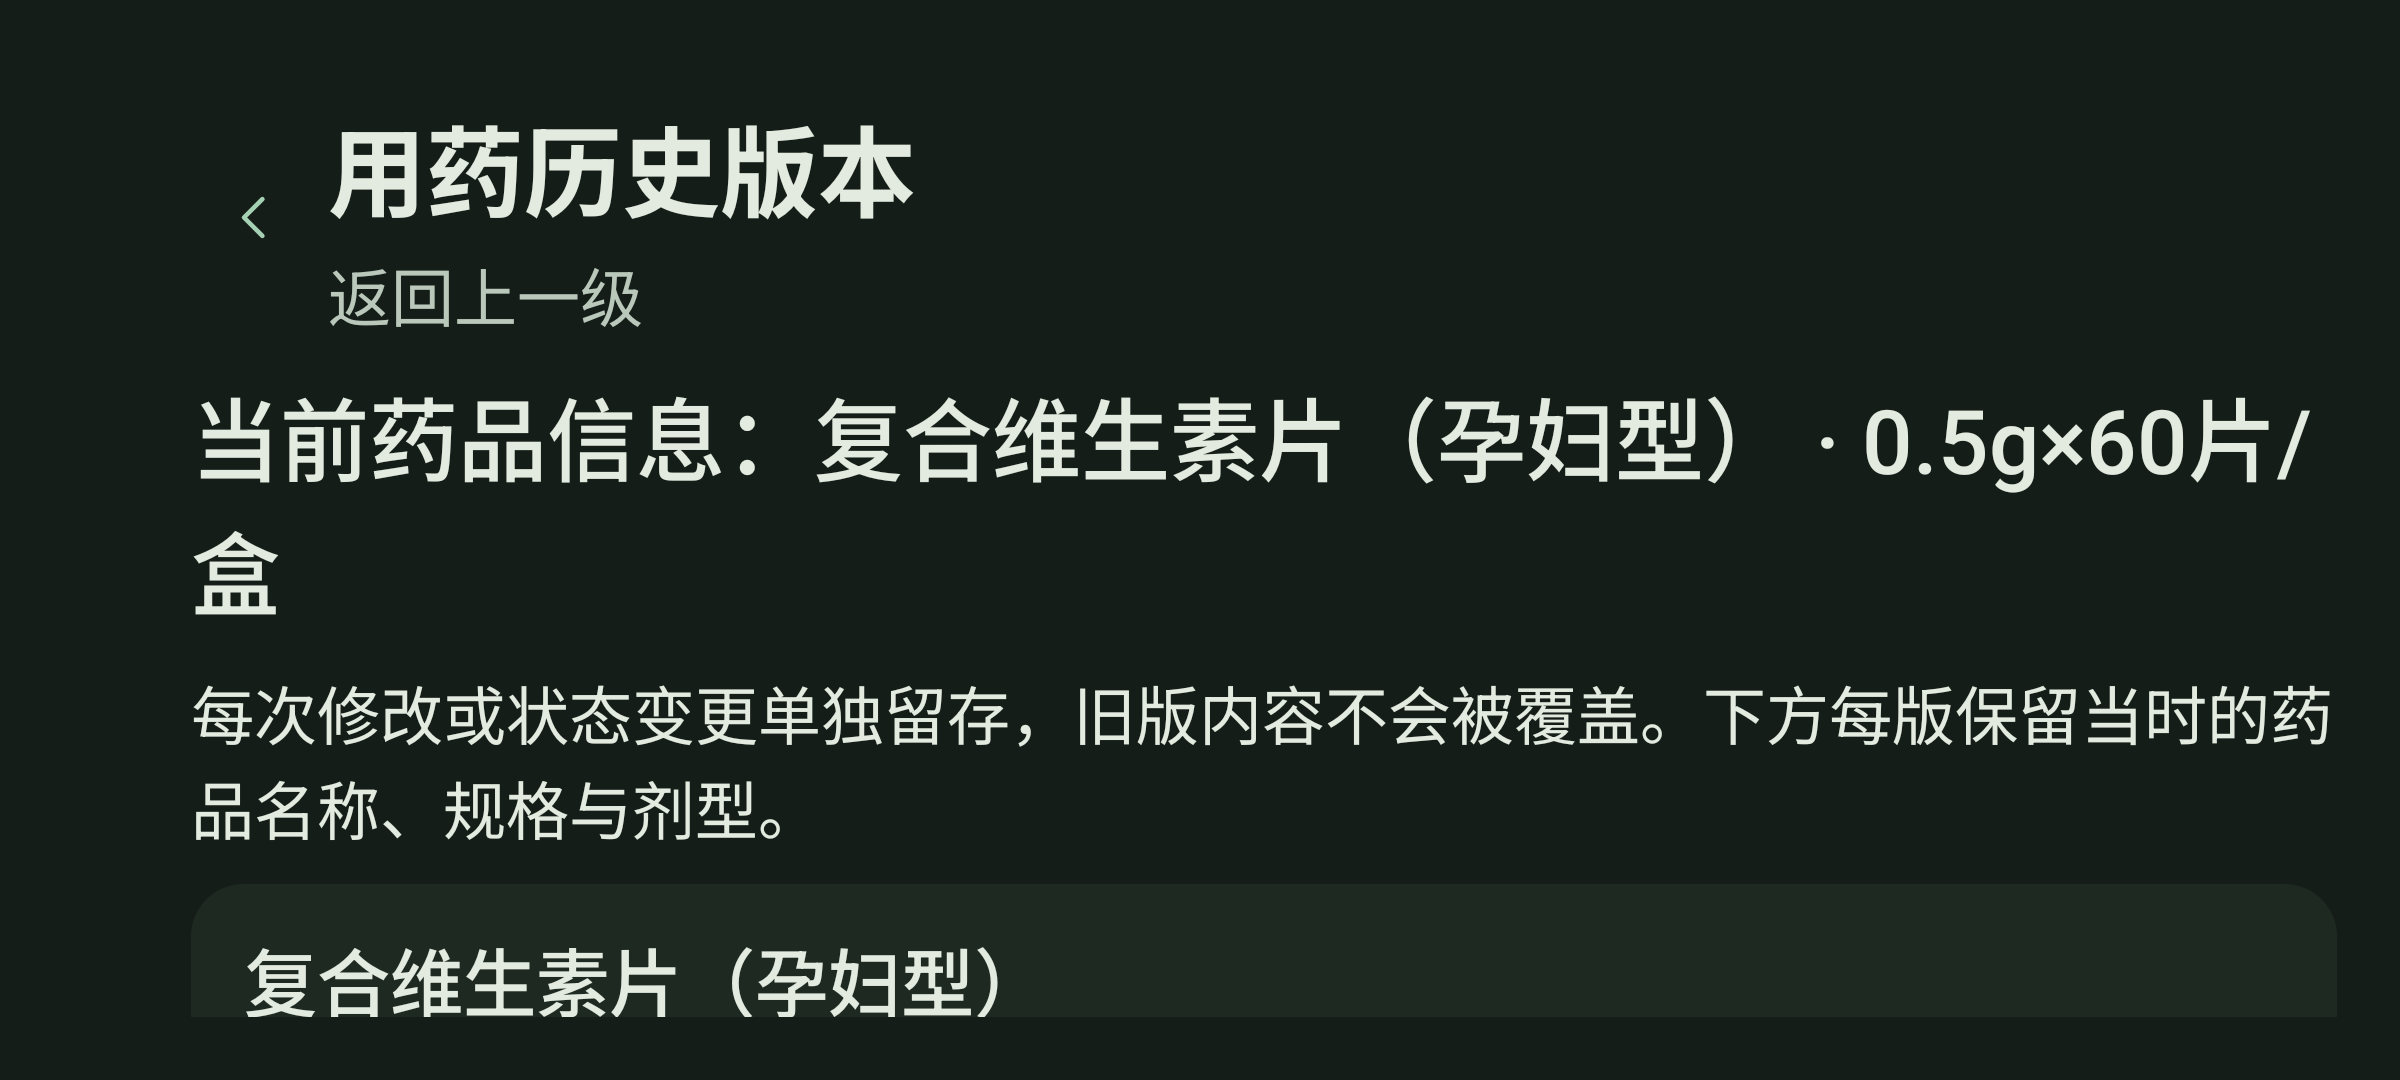 用药历史版本
返回上一级
当前药品信息：复合维生素片（孕妇型） · 0.5g×60片/
盒
每次修改或状态变更单独留存，旧版内容不会被覆盖。下方每版保留当时的药
品名称、规格与剂型。
复合维生素片（孕妇型）